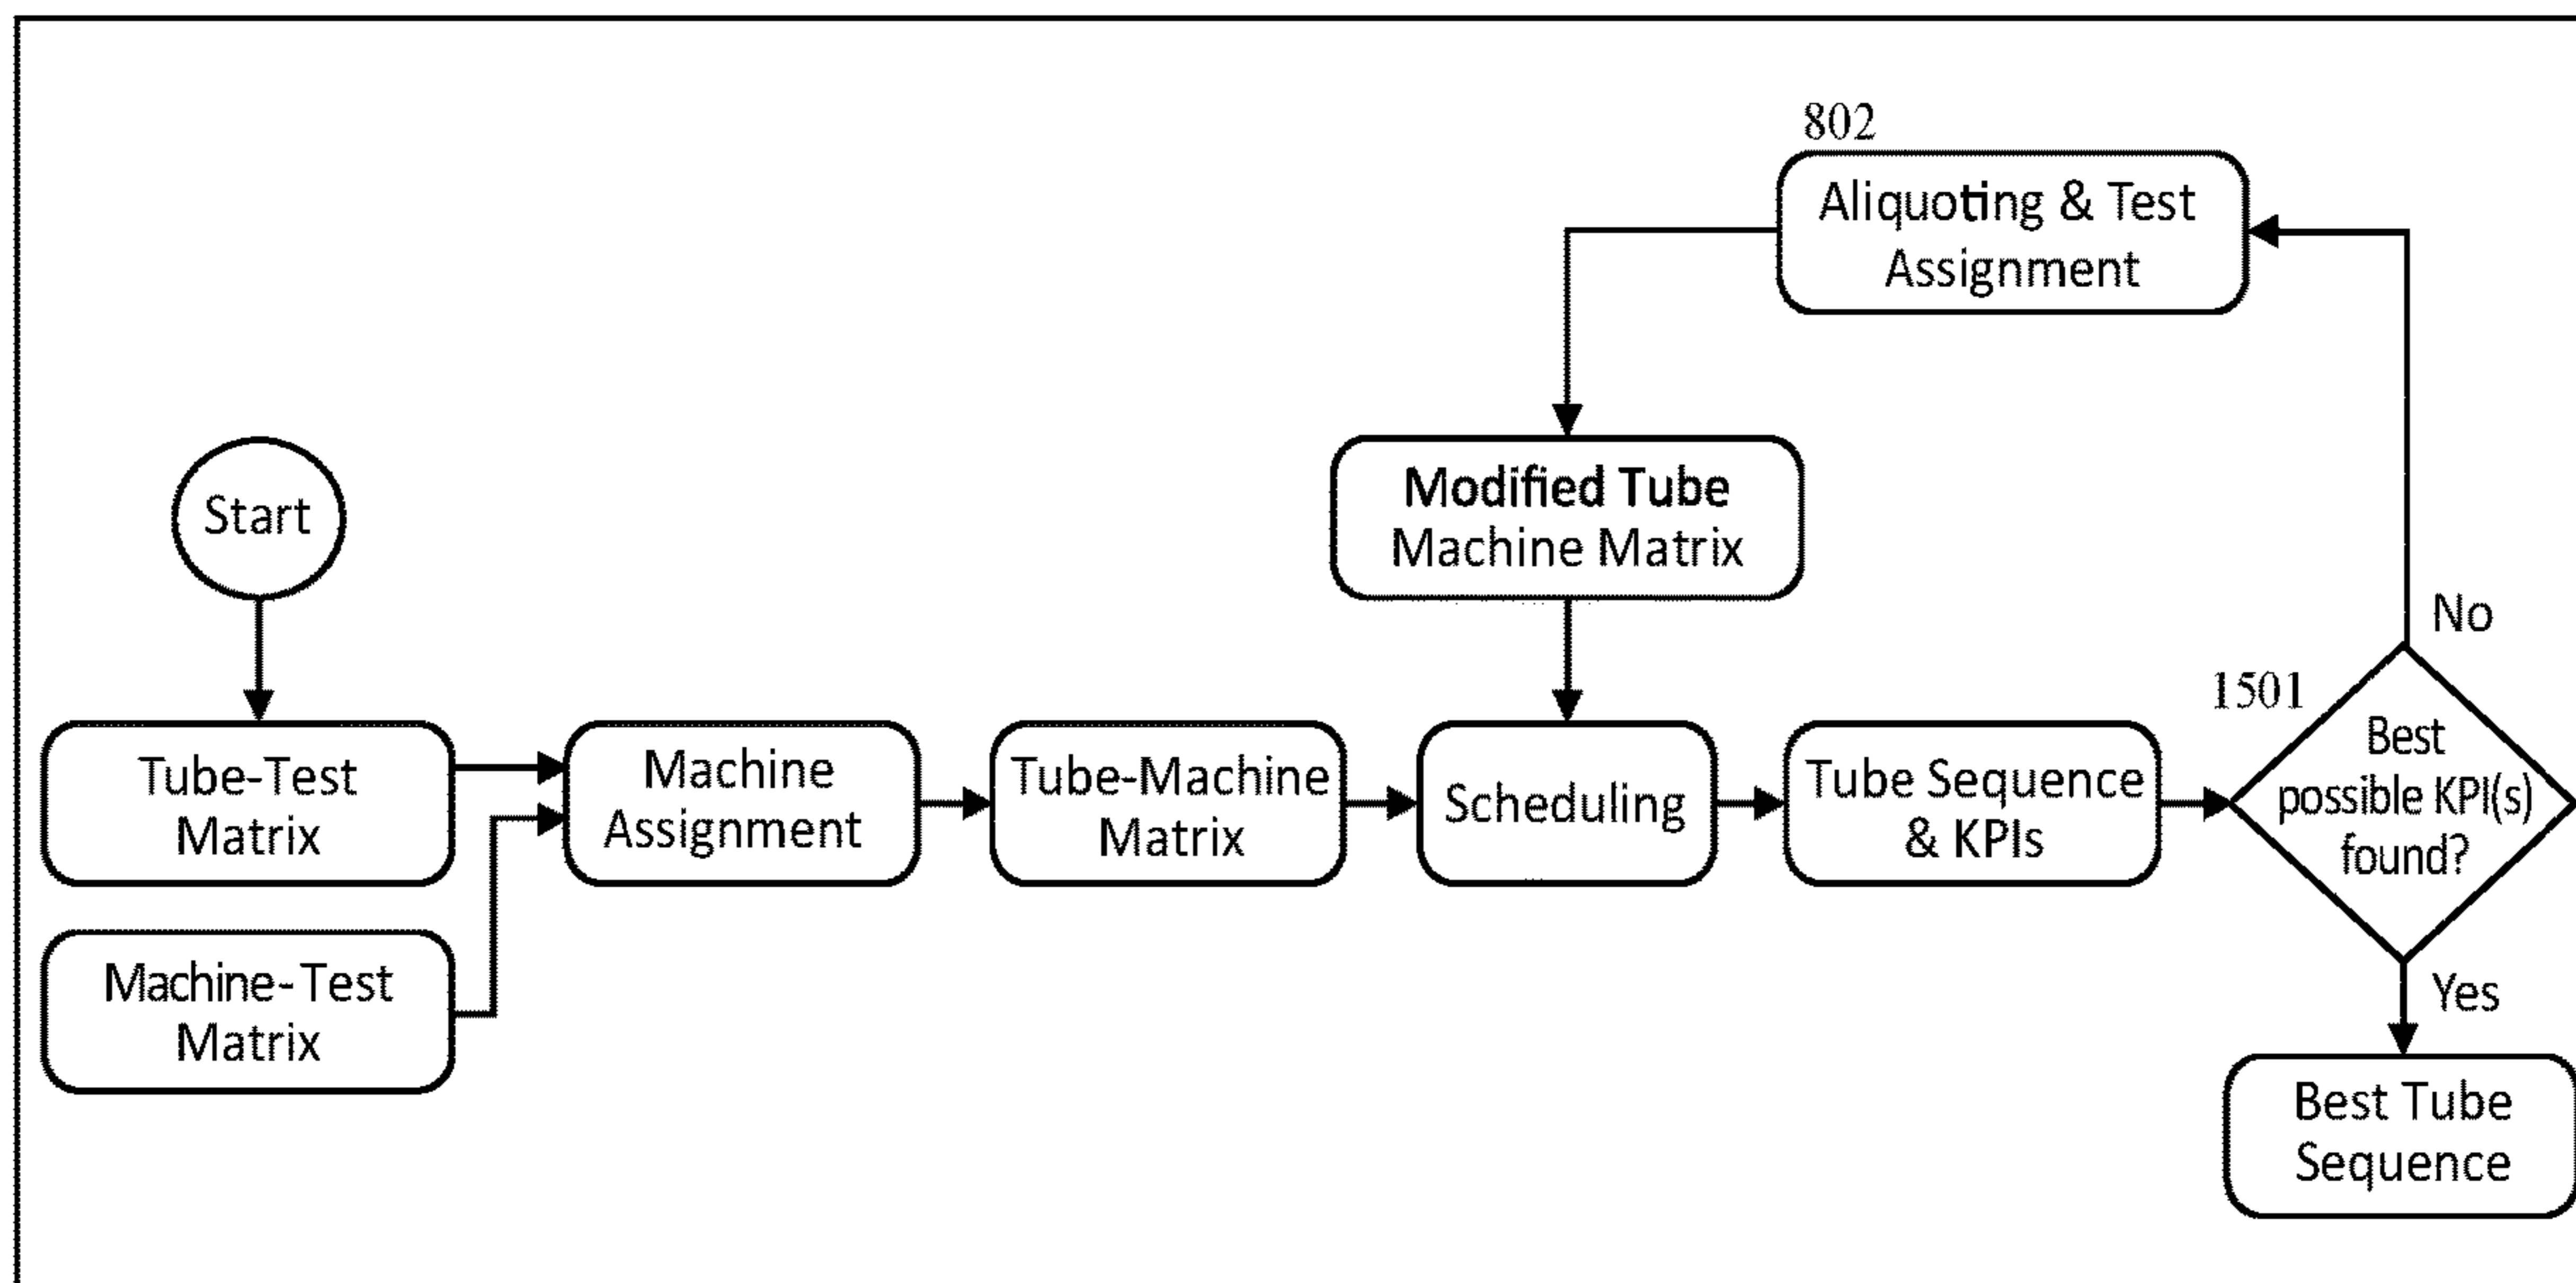 802
Aliquoting & Test
Assignment
Modified Tube
Machine Matrix
Start
No
1501
Tube-Test
Matrix
Machine
Assignment
Tube-Machine
Matrix
Scheduling
Tube Sequence
& KPIs
Best
possible KPI(s)
found?
Machine-Test
Matrix
Yes
Best Tube
Sequence